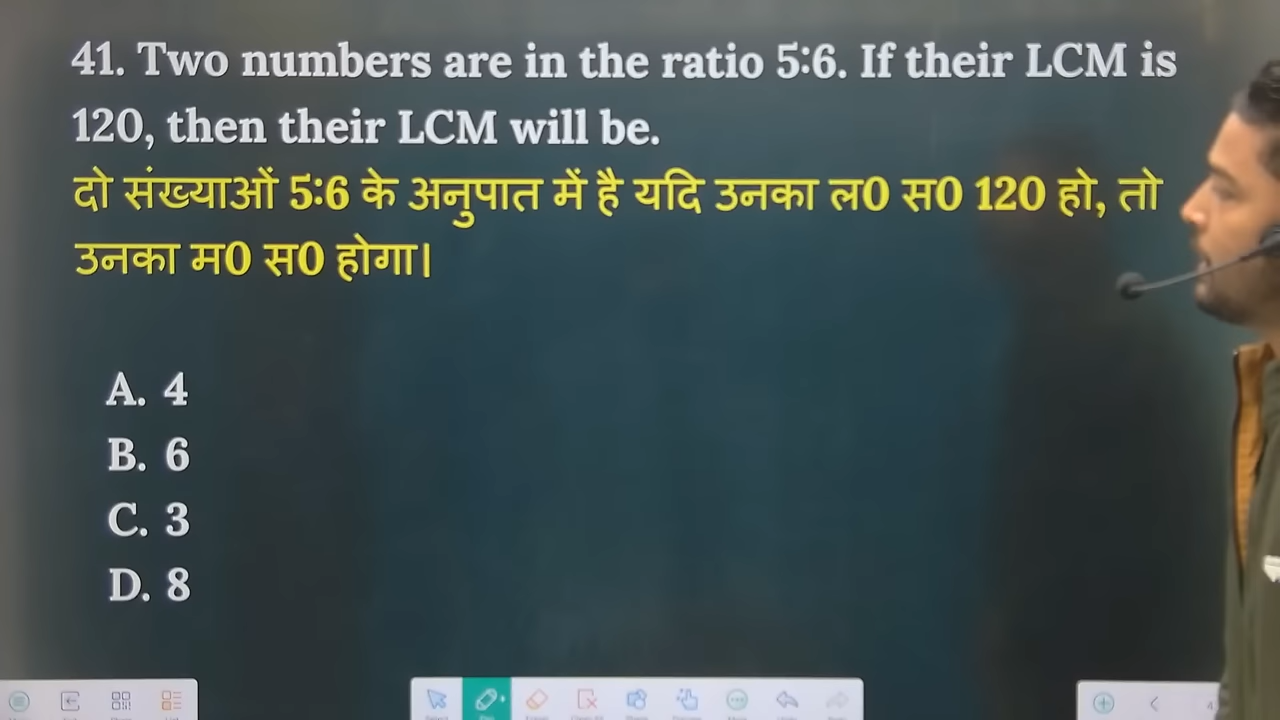 41. Two numbers are in the ratio 5:6. If their LCM is
120, then their LCM will be.
दो संख्याओं 5:6 के अनुपात में है यदि उनका ल0 स0 120 हो, तो
उनका म0 स0 होगा।
A. 4
B. 6
C. 3
D. 8